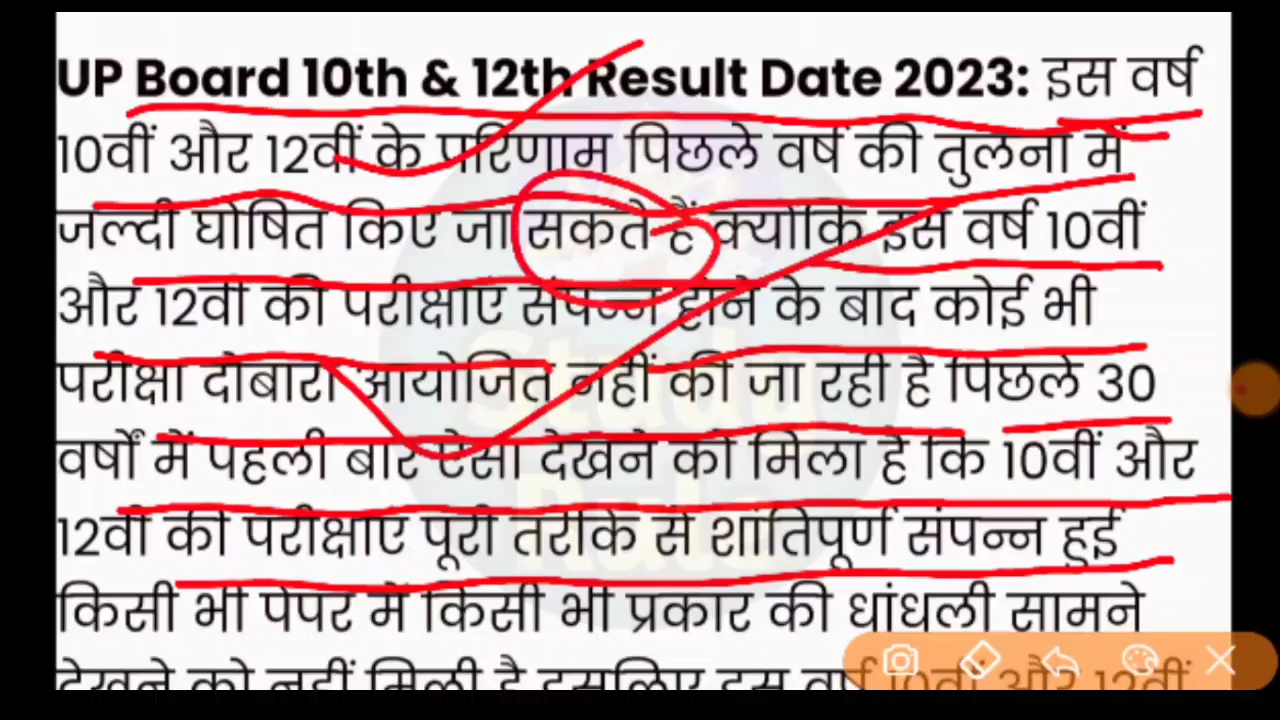 UP Board 10th & 12th Result Date 2023: इस वर्ष
10वीं और 12वीं के परिणाम पिछले वर्ष की तुलना में
जल्दी घोषित किए जा सकते हैं क्योंकि इस वर्ष 10वीं
और 12वीं की परीक्षाएं संपन्न होने के बाद कोई भी
परीक्षा दोबारा आयोजित नहीं की जा रही है पिछले 30
वर्षों में पहली बार ऐसा देखने को मिला है कि 10वीं और
12वीं की परीक्षाएं पूरी तरीके से शांतिपूर्ण संपन्न हुई
किसी भी पेपर में किसी भी प्रकार की धांधली सामने
देखने को नहीं मिली है इसलिए इस वर्ष 10वीं और 12वीं